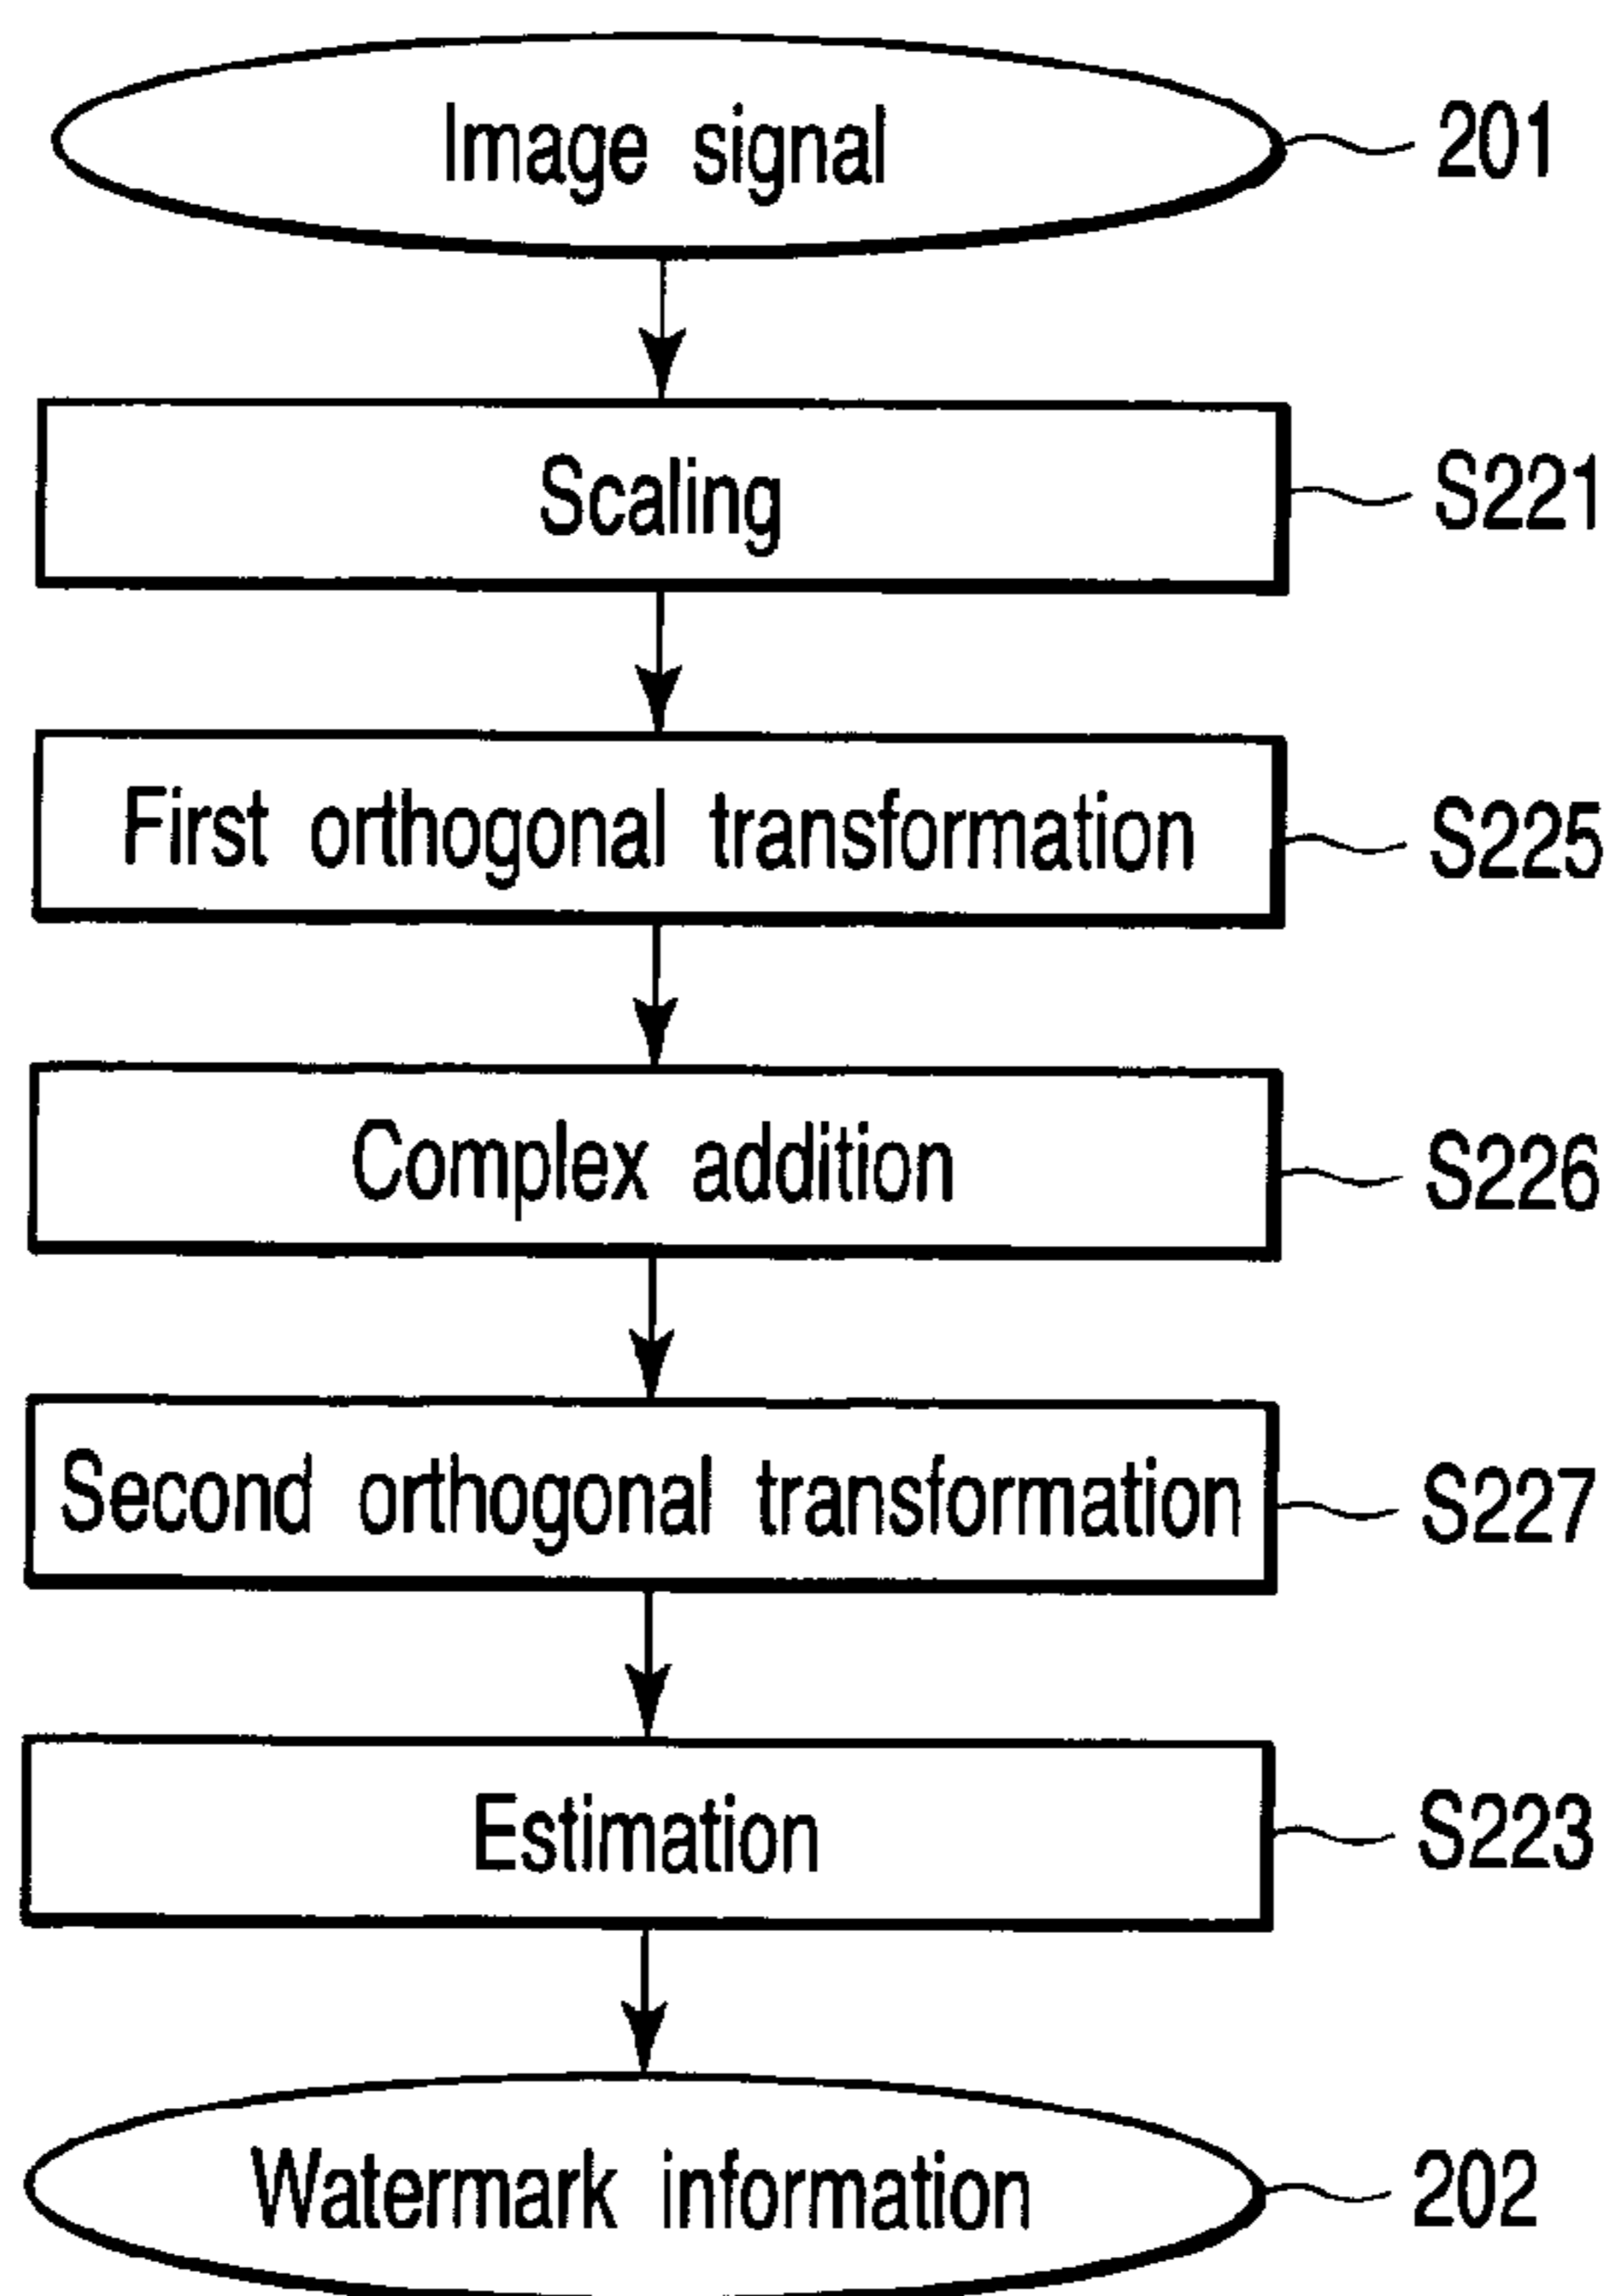 Image signal 201
Scaling S221
First orthogonal transformation S225
Complex addition S226
Second orthogonal transformation S227
Estimation S223
Watermark information 202